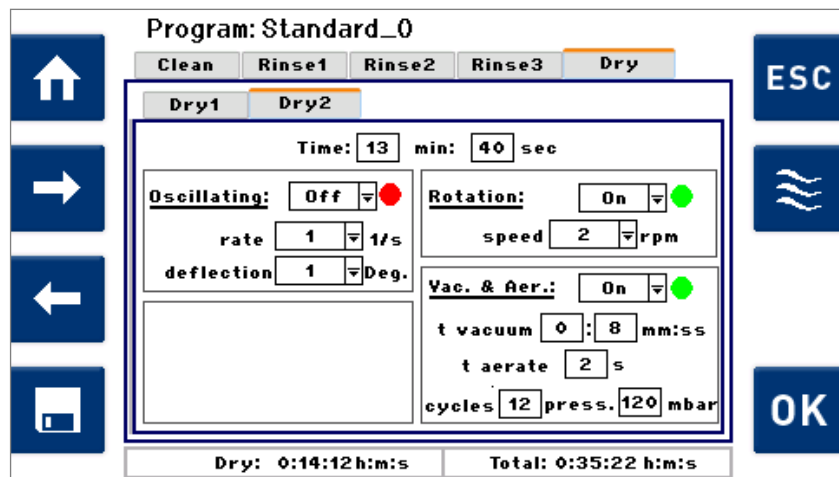 Program: Standard_0
Clean Rinse1 Rinse2 Rinse3 Dry
ESC
Dry1 Dry2
Time: 13 min: 40 sec
Oscillating: Off
rate 1 1/s
deflection 1 Deg.
Rotation: On
speed 2 rpm
Vac. & Aer.: On
t vacuum 0 : 8 mm:ss
t aerate 2 s
cycles 12 press. 120 mbar
OK
Dry: 0:14:12 h:m:s
Total: 0:35:22 h:m:s